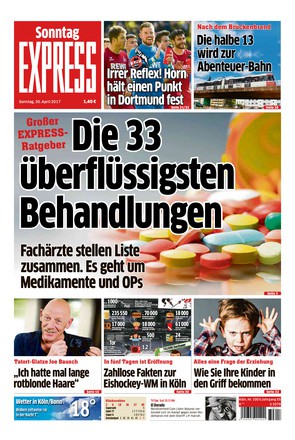 Sonntag
EXPRESS
Sonntag, 30. April 2017
1,40 €
Irrer Reflex! Horn
hält einen Punkt
in Dortmund fest
Nach dem Brückenbrand
Die halbe 13
wird zur
Abenteuer-Bahn
Großer
EXPRESS-
Ratgeber
Die 33
überflüssigsten
Behandlungen
Fachärzte stellen Liste
zusammen. Es geht um
Medikamente und OPs
Tatort-Glatze Joe Bausch
„Ich hatte mal lange
rotblonde Haare“
In fünf Tagen ist Eröffnung
Zahllose Fakten zur
Eishockey-WM in Köln
Alles eine Frage der Erziehung
Wie Sie Ihre Kinder in
den Griff bekommen
Wetter in Köln/Bonn
18°